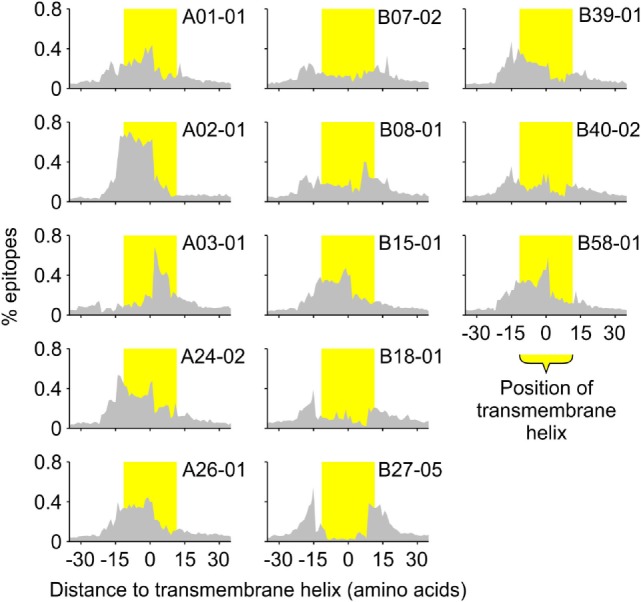 % epitopes
0.8 A01-01
0.4
0
B07-02
B39-01
0.8 A02-01
0.4
0
B08-01
B40-02
0.8 A03-01
0.4
0
B15-01
B58-01
-30 -15 0 15 30
Position of
transmembrane
helix
0.8 A24-02
0.4
0
B18-01
0.8 A26-01
0.4
0
-30 -15 0 15 30
B27-05
-30 -15 0 15 30
Distance to transmembrane helix (amino acids)